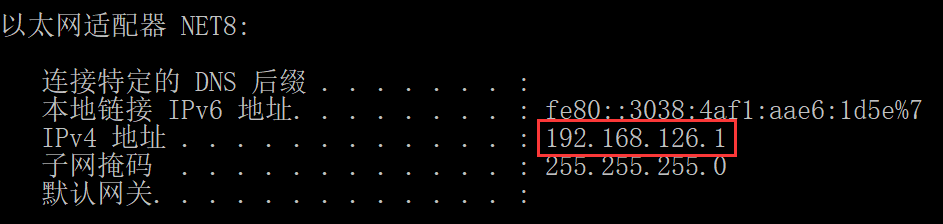 以太网适配器 NET8:
连接特定的 DNS 后缀 . . . . . . . :
本地链接 IPv6 地址. . . . . . . . : fe80::3038:4af1:aae6:1d5e%7
IPv4 地址 . . . . . . . . . . . . : 192.168.126.1
子网掩码 . . . . . . . . . . . . : 255.255.255.0
默认网关. . . . . . . . . . . . . :